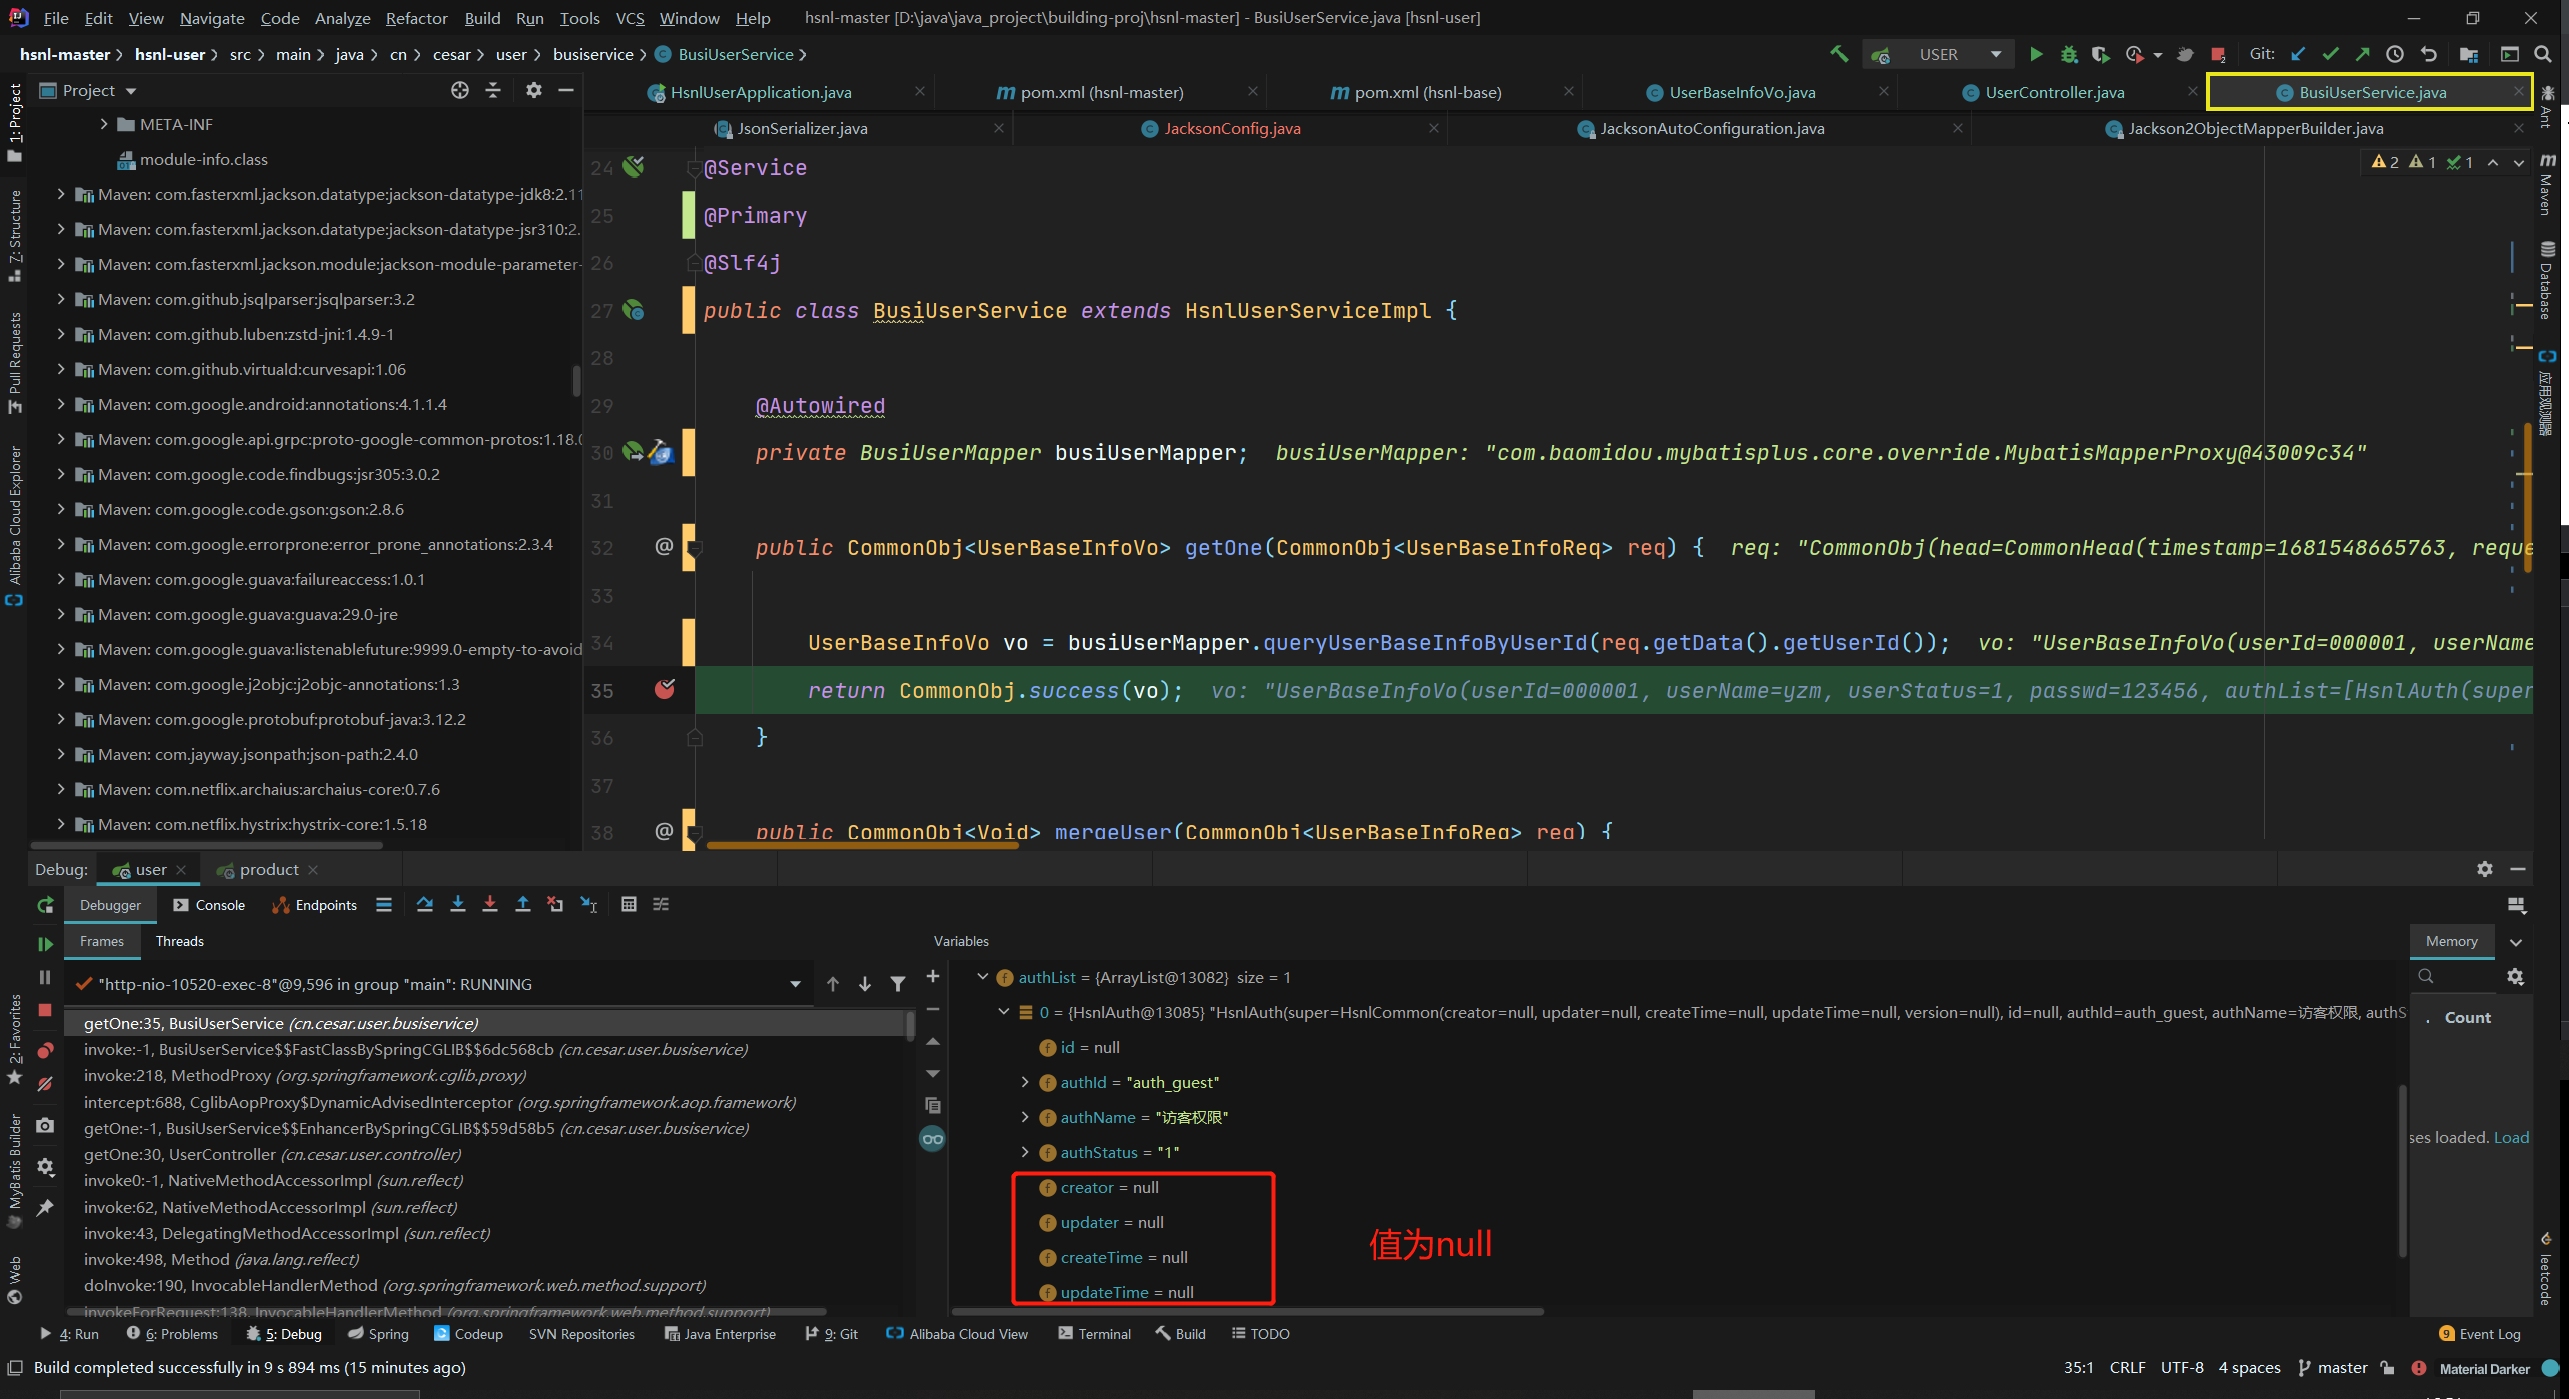 File Edit View Navigate Code Analyze Refactor Build Run Tools VCS Window Help hsnl-master [D:\java\java_project\building-proj\hsnl-master] - BusiUserService.java [hsnl-user]
hsnl-master hsnl-user src main java cn cesar user busiservice BusiUserService USER Git:
Project
HsnlUserApplication.java pom.xml (hsnl-master) pom.xml (hsnl-base) UserBaseInfoVo.java UserController.java BusiUserService.java
JsonSerializer.java JacksonConfig.java JacksonAutoConfiguration.java Jackson2ObjectMapperBuilder.java
META-INF
module-info.class
Maven: com.fasterxml.jackson.datatype:jackson-datatype-jdk8:2.11
Maven: com.fasterxml.jackson.datatype:jackson-datatype-jsr310:2.
Maven: com.fasterxml.jackson.module:jackson-module-parameter-
Maven: com.github.jsqlparser:jsqlparser:3.2
Maven: com.github.luben:zstd-jni:1.4.9-1
Maven: com.github.virtuald:curvesapi:1.06
Maven: com.google.android:annotations:4.1.1.4
Maven: com.google.api.grpc:proto-google-common-protos:1.18.0
Maven: com.google.code.findbugs:jsr305:3.0.2
Maven: com.google.code.gson:gson:2.8.6
Maven: com.google.errorprone:error_prone_annotations:2.3.4
Maven: com.google.guava:failureaccess:1.0.1
Maven: com.google.guava:guava:29.0-jre
Maven: com.google.guava:listenablefuture:9999.0-empty-to-avoid
Maven: com.google.j2objc:j2objc-annotations:1.3
Maven: com.google.protobuf:protobuf-java:3.12.2
Maven: com.jayway.jsonpath:json-path:2.4.0
Maven: com.netflix.archaius:archaius-core:0.7.6
Maven: com.netflix.hystrix:hystrix-core:1.5.18
2 1 1
24 @Service
25 @Primary
26 @Slf4j
27 public class BusiUserService extends HsnlUserServiceImpl {
28
29 @Autowired
30 private BusiUserMapper busiUserMapper; busiUserMapper: "com.baomidou.mybatisplus.core.override.MybatisMapperProxy@43009c34"
31
32 @ public CommonObj<UserBaseInfoVo> getOne(CommonObj<UserBaseInfoReq> req) { req: "CommonObj(head=CommonHead(timestamp=1681548665763, reque
33
34 UserBaseInfoVo vo = busiUserMapper.queryUserBaseInfoByUserId(req.getData().getUserId()); vo: "UserBaseInfoVo(userId=000001, userName
35 return CommonObj.success(vo); vo: "UserBaseInfoVo(userId=000001, userName=yzm, userStatus=1, passwd=123456, authList=[HsnlAuth(super
36 }
37
38 @ public CommonObj<Void> mergeUser(CommonObj<UserBaseInfoReq> req) {
1: Project
7: Structure
Pull Requests
Alibaba Cloud Explorer
2: Favorites
MyBatis Builder
Web
Ant
Maven
Database
应用观测器
leetcode
Debug: user product
Debugger Console Endpoints
Frames Threads
"http-nio-10520-exec-8"@9,596 in group "main": RUNNING
getOne:35, BusiUserService (cn.cesar.user.busiservice)
invoke:-1, BusiUserService$$FastClassBySpringCGLIB$$6dc568cb (cn.cesar.user.busiservice)
invoke:218, MethodProxy (org.springframework.cglib.proxy)
intercept:688, CglibAopProxy$DynamicAdvisedInterceptor (org.springframework.aop.framework)
getOne:-1, BusiUserService$$EnhancerBySpringCGLIB$$59d58b5 (cn.cesar.user.busiservice)
getOne:30, UserController (cn.cesar.user.controller)
invoke0:-1, NativeMethodAccessorImpl (sun.reflect)
invoke:62, NativeMethodAccessorImpl (sun.reflect)
invoke:43, DelegatingMethodAccessorImpl (sun.reflect)
invoke:498, Method (java.lang.reflect)
doInvoke:190, InvocableHandlerMethod (org.springframework.web.method.support)
invokeForRequest:138, InvocableHandlerMethod (org.springframework.web.method.support)
Variables
authList = {ArrayList@13082} size = 1
0 = {HsnlAuth@13085} "HsnlAuth(super=HsnlCommon(creator=null, updater=null, createTime=null, updateTime=null, version=null), id=null, authId=auth_guest, authName=访客权限, authS
id = null
authId = "auth_guest"
authName = "访客权限"
authStatus = "1"
creator = null
updater = null
createTime = null
updateTime = null
值为null
Memory
. Count
ses loaded. Load
4: Run 6: Problems 5: Debug Spring Codeup SVN Repositories Java Enterprise 9: Git Alibaba Cloud View Terminal Build TODO 9 Event Log
Build completed successfully in 9 s 894 ms (15 minutes ago) 35:1 CRLF UTF-8 4 spaces master Material Darker